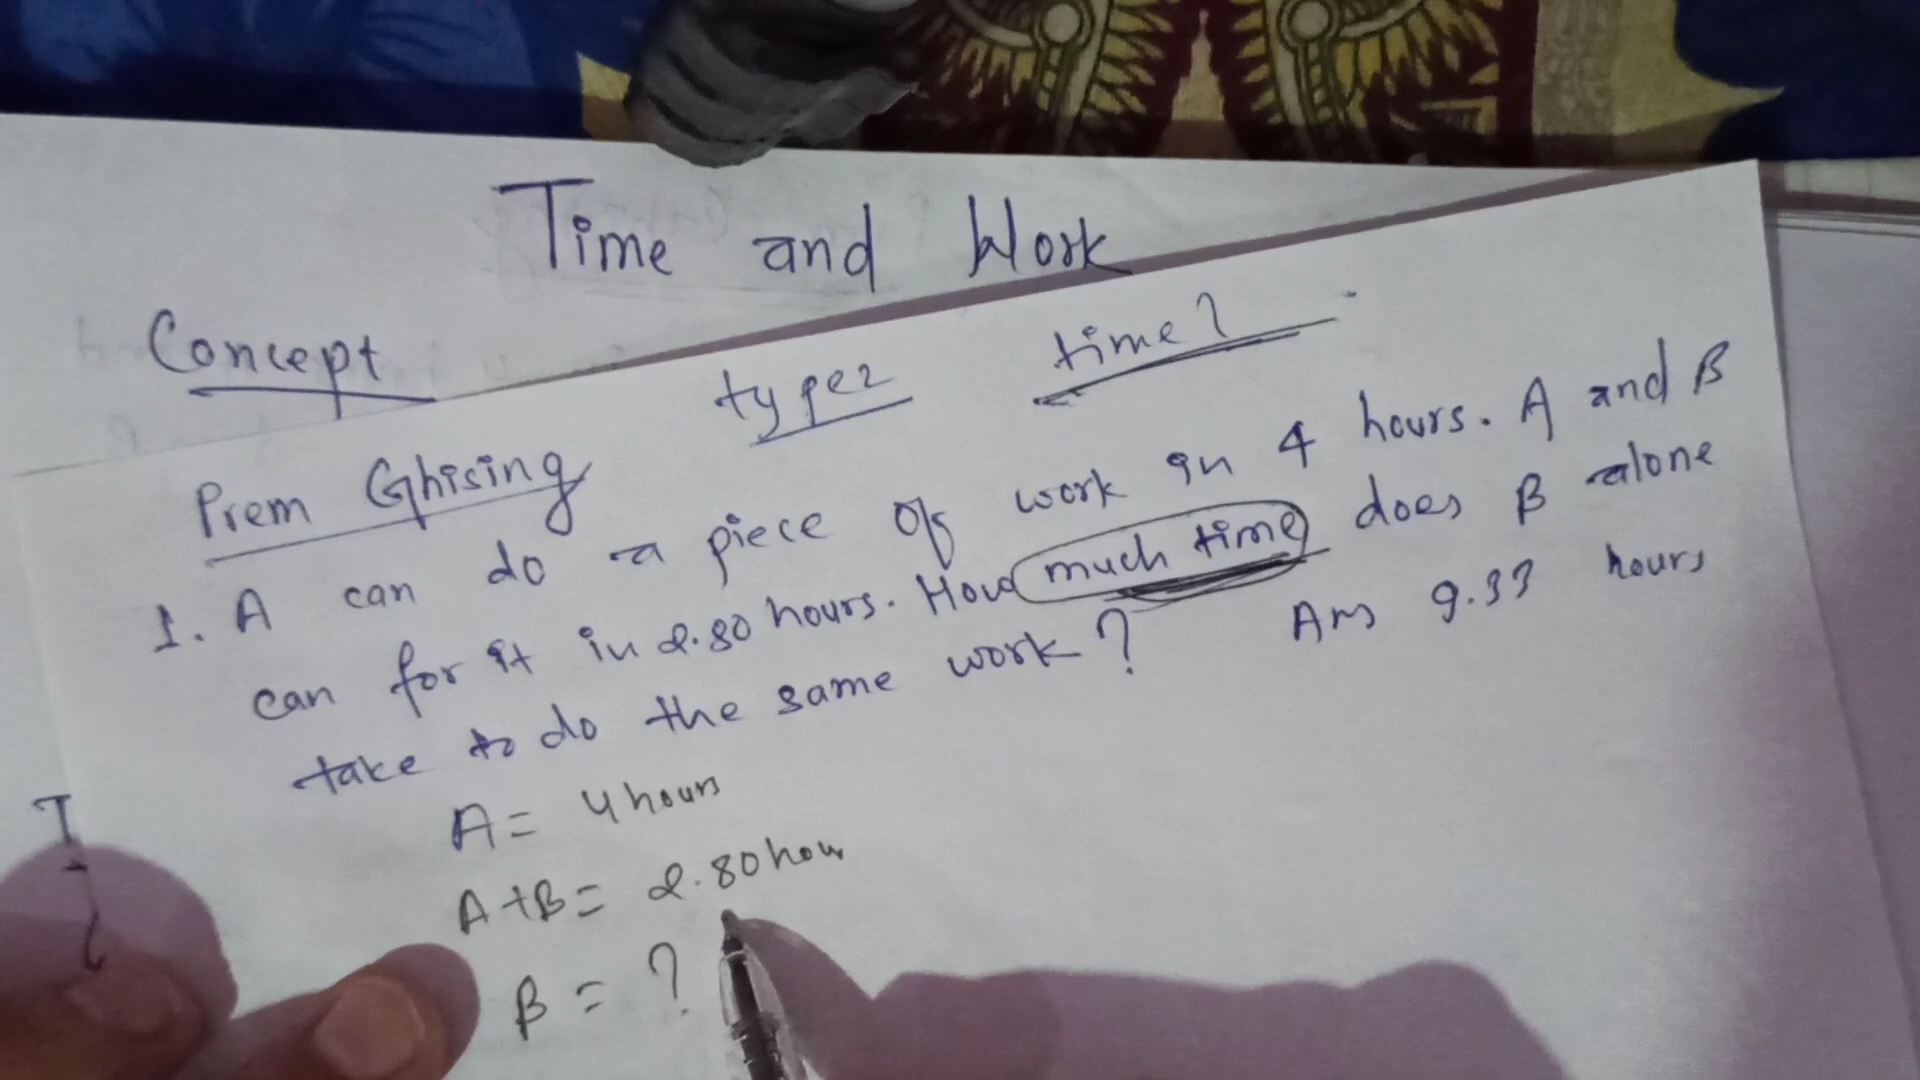 Time and Work
Concept
type2 time?
Prem Ghising
1. A can do a piece of work in 4 hours. A and B
can for it in 2.80 hours. How much time does B alone
take to do the same work? Ans 9.33 hours
A = 4 hours
A+B = 2.80 hour
B = ?